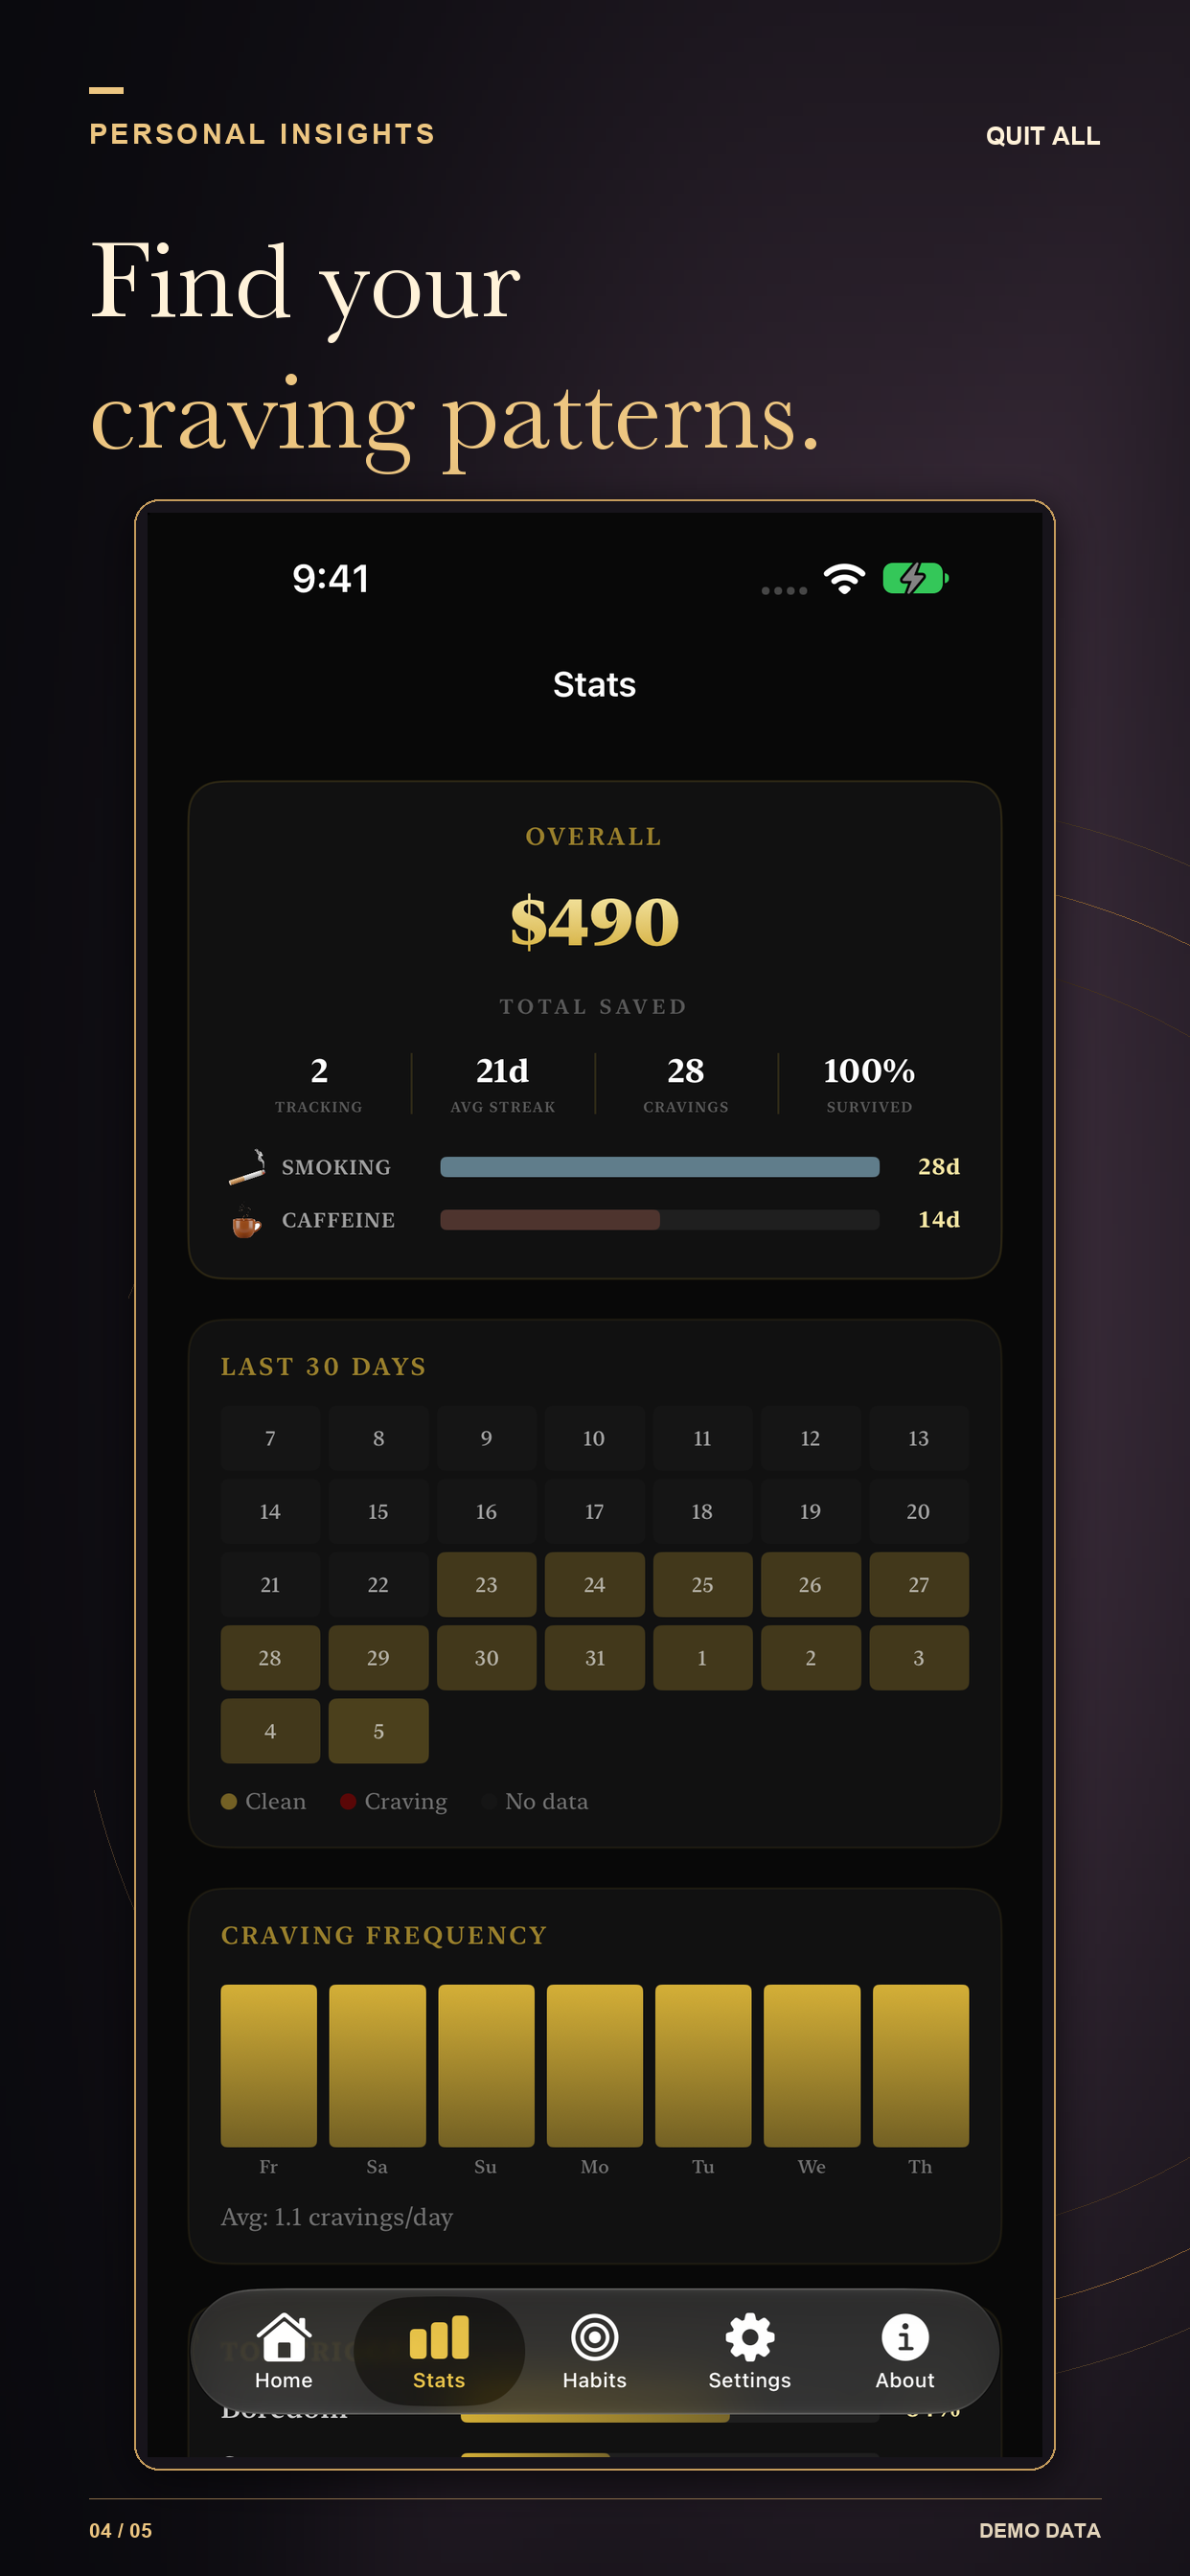 PERSONAL INSIGHTS
QUIT ALL
Find your
craving patterns.
9:41
Stats
OVERALL
$490
TOTAL SAVED
2 21d 28 100%
TRACKING AVG STREAK CRAVINGS SURVIVED
SMOKING 28d
CAFFEINE 14d
LAST 30 DAYS
7 8 9 10 11 12 13
14 15 16 17 18 19 20
21 22 23 24 25 26 27
28 29 30 31 1 2 3
4 5
Clean Craving No data
CRAVING FREQUENCY
Fr Sa Su Mo Tu We Th
Avg: 1.1 cravings/day
Home Stats Habits Settings About
Boredom
04 / 05
DEMO DATA